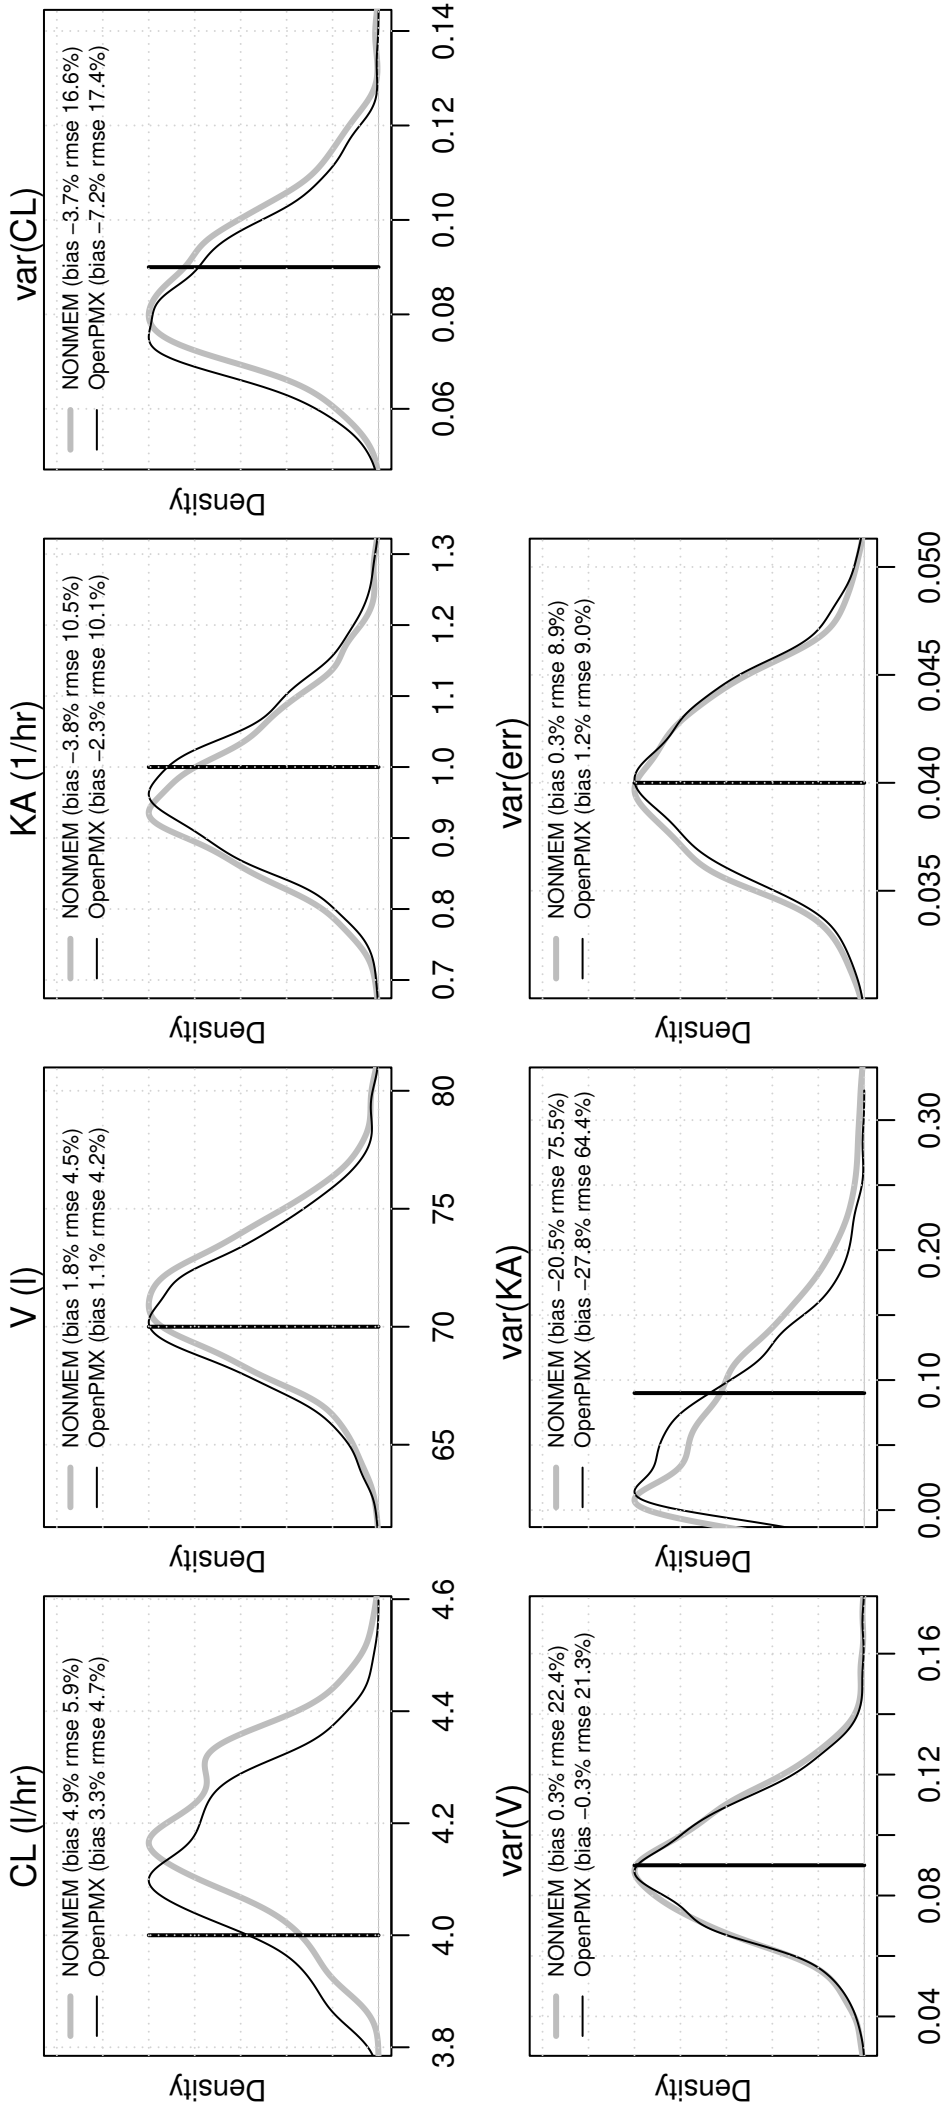 CL (l/hr)
NONMEM (bias 4.9% rmse 5.9%)
OpenPMX (bias 3.3% rmse 4.7%)
Density
3.8 4.0 4.2 4.4 4.6
V (l)
NONMEM (bias 1.8% rmse 4.5%)
OpenPMX (bias 1.1% rmse 4.2%)
Density
65 70 75 80
KA (1/hr)
NONMEM (bias −3.8% rmse 10.5%)
OpenPMX (bias −2.3% rmse 10.1%)
Density
0.7 0.8 0.9 1.0 1.1 1.2 1.3
var(CL)
NONMEM (bias −3.7% rmse 16.6%)
OpenPMX (bias −7.2% rmse 17.4%)
Density
0.06 0.08 0.10 0.12 0.14
var(V)
NONMEM (bias 0.3% rmse 22.4%)
OpenPMX (bias −0.3% rmse 21.3%)
Density
0.04 0.08 0.12 0.16
var(KA)
NONMEM (bias −20.5% rmse 75.5%)
OpenPMX (bias −27.8% rmse 64.4%)
Density
0.00 0.10 0.20 0.30
var(err)
NONMEM (bias 0.3% rmse 8.9%)
OpenPMX (bias 1.2% rmse 9.0%)
Density
0.035 0.040 0.045 0.050